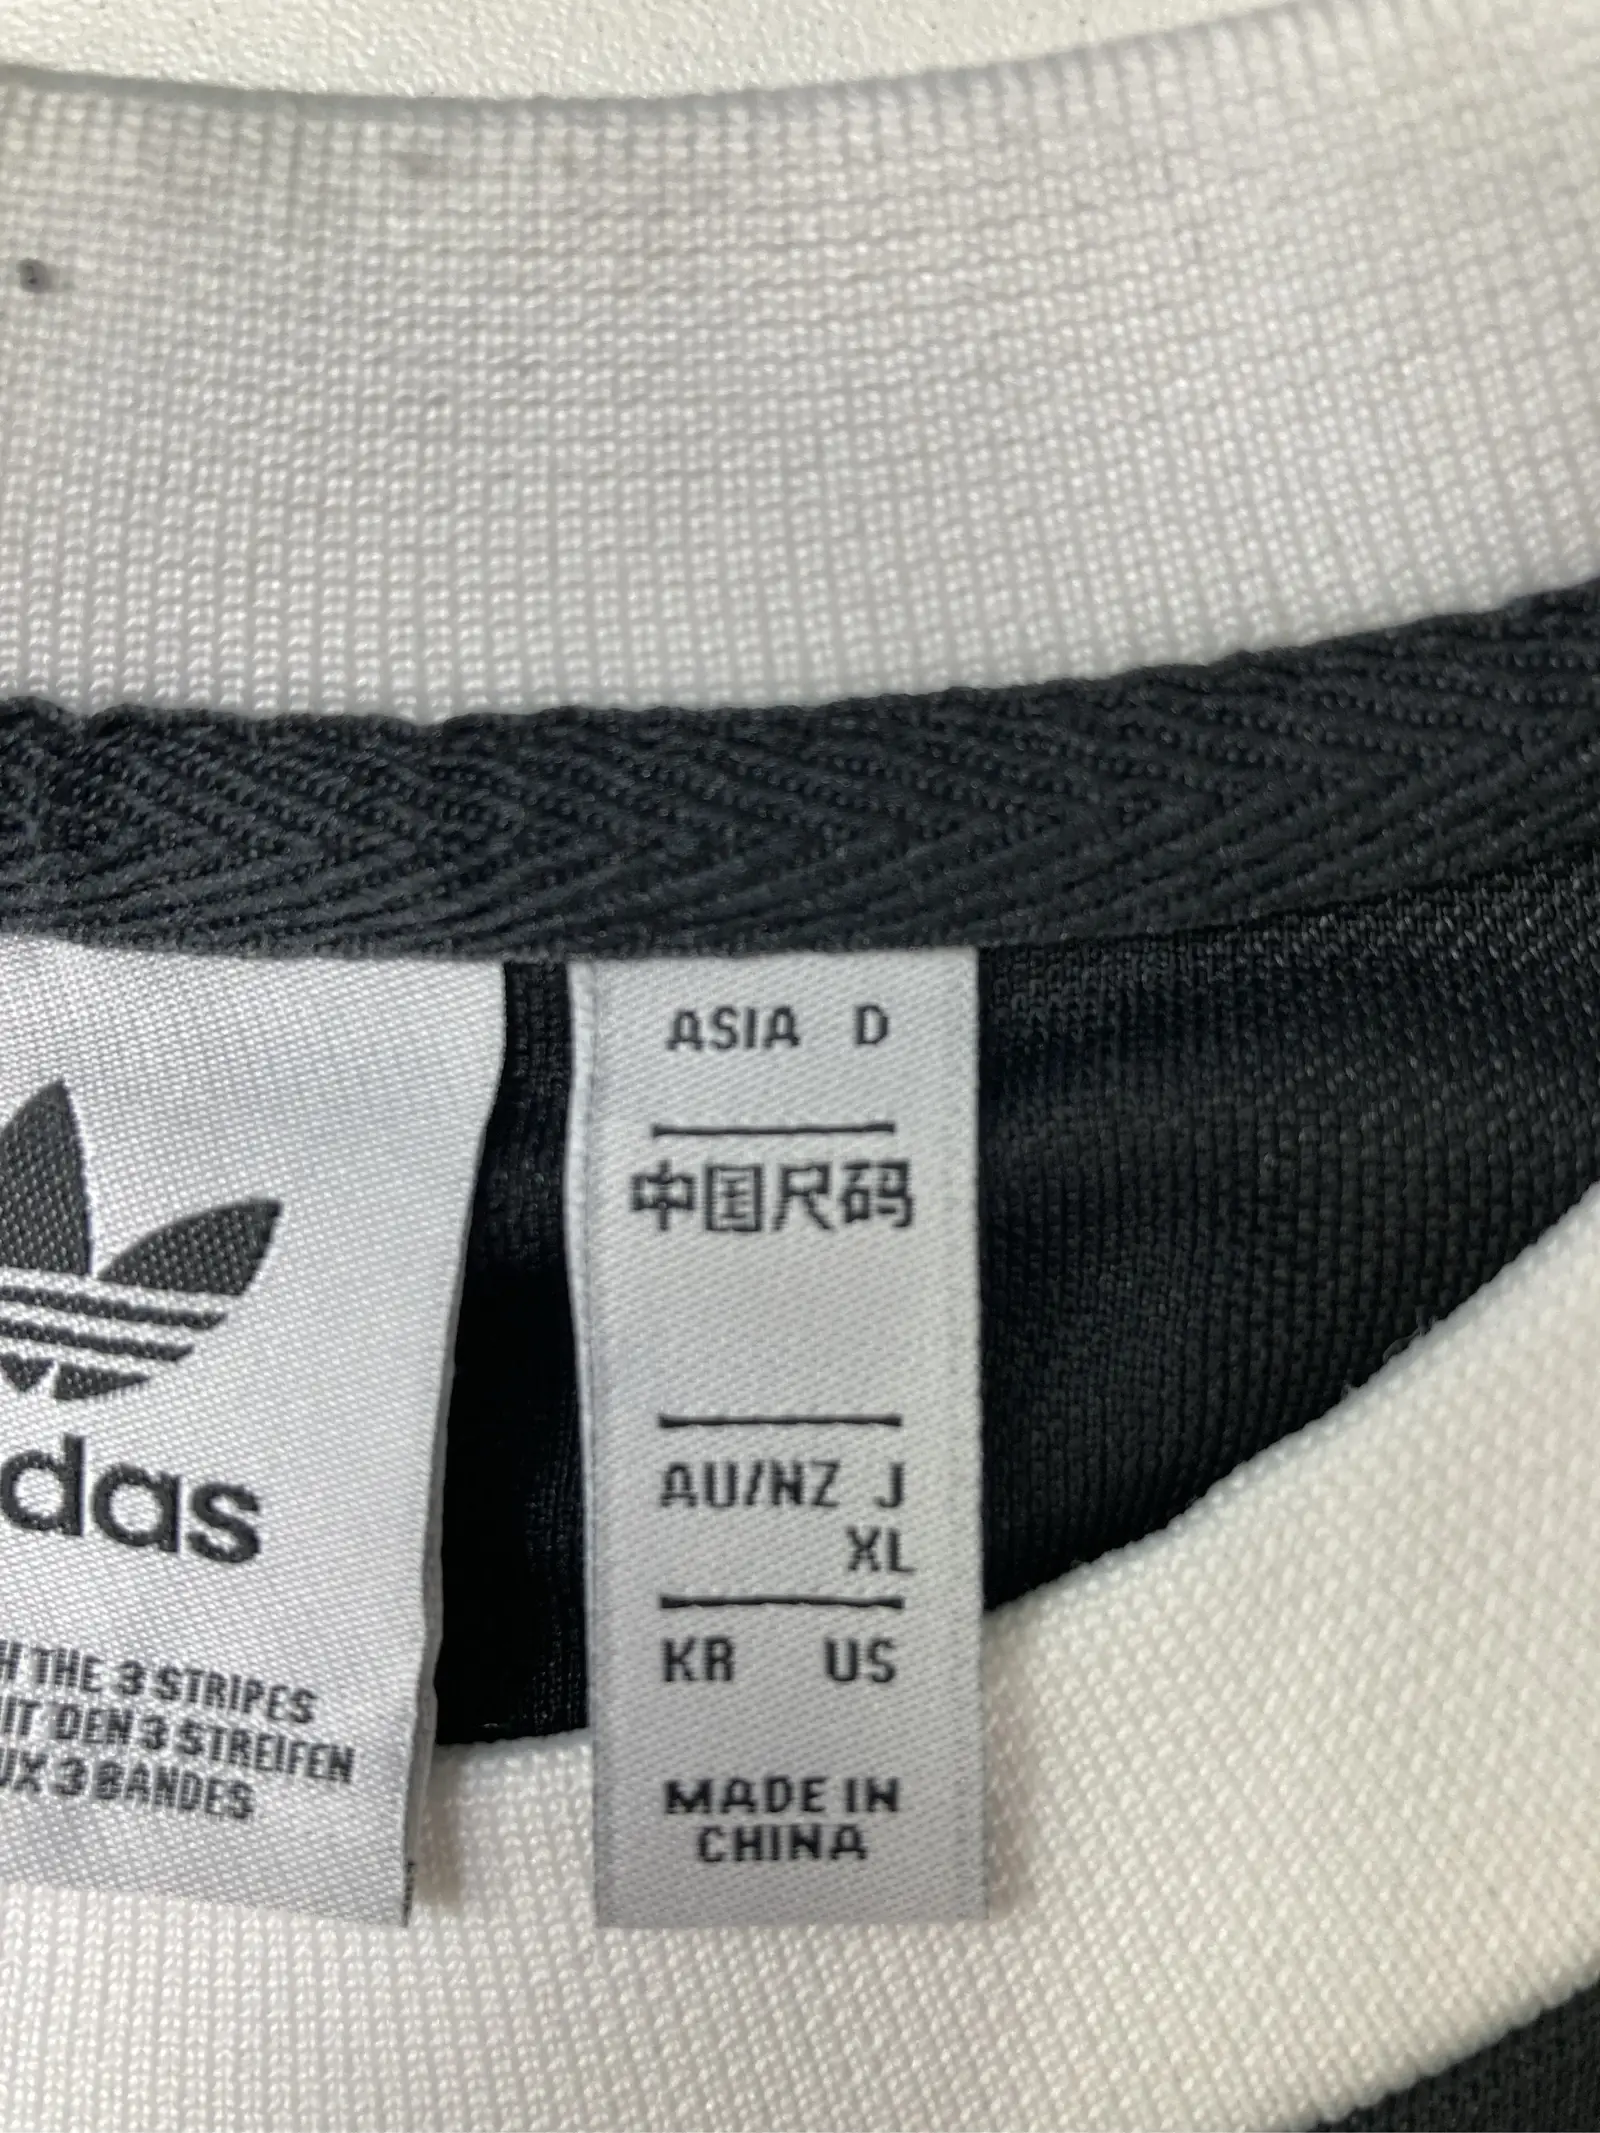 das
H THE 3 STRIPES
IT DEN 3 STREIFEN
UX 3 BANDES
ASIA D
中国尺码
AU/NZ J
XL
KR US
MADE IN
CHINA